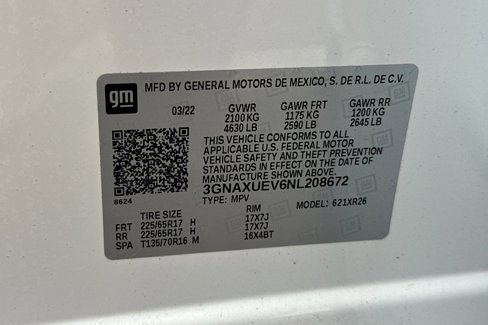 gm
MFD BY GENERAL MOTORS DE MEXICO, S. DE R.L. DE C.V.
03/22 GVWR GAWR FRT GAWR RR
2100 KG 1175 KG 1200 KG
4630 LB 2590 LB 2645 LB
THIS VEHICLE CONFORMS TO ALL
APPLICABLE U.S. FEDERAL MOTOR
VEHICLE SAFETY AND THEFT PREVENTION
STANDARDS IN EFFECT ON THE DATE OF
MANUFACTURE SHOWN ABOVE.
3GNAXUEV6NL208672
8624 TYPE: MPV MODEL: 621XR26
TIRE SIZE RIM
FRT 225/65R17 H 17X7J
RR 225/65R17 H 17X7J
SPA T135/70R16 M 16X4BT